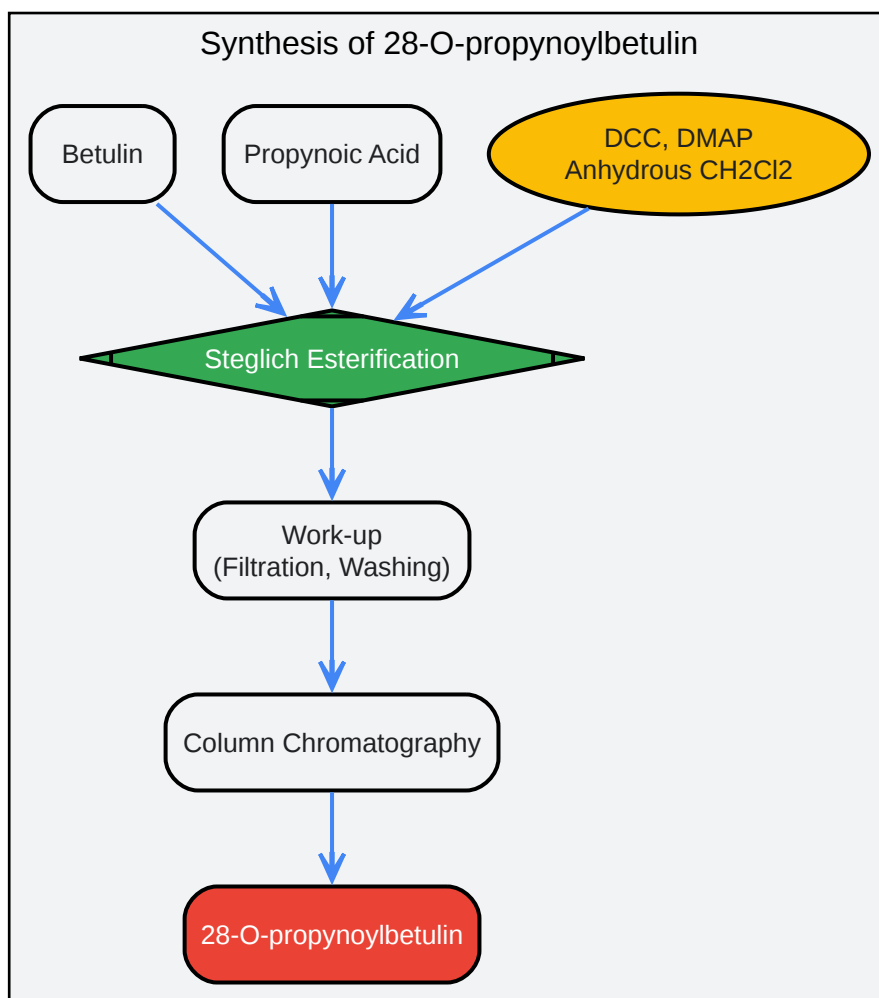 Synthesis of 28-O-propynoylbetulin
Betulin
Propynoic Acid
DCC, DMAP
Anhydrous CH2Cl2
Steglich Esterification
Work-up
(Filtration, Washing)
Column Chromatography
28-O-propynoylbetulin